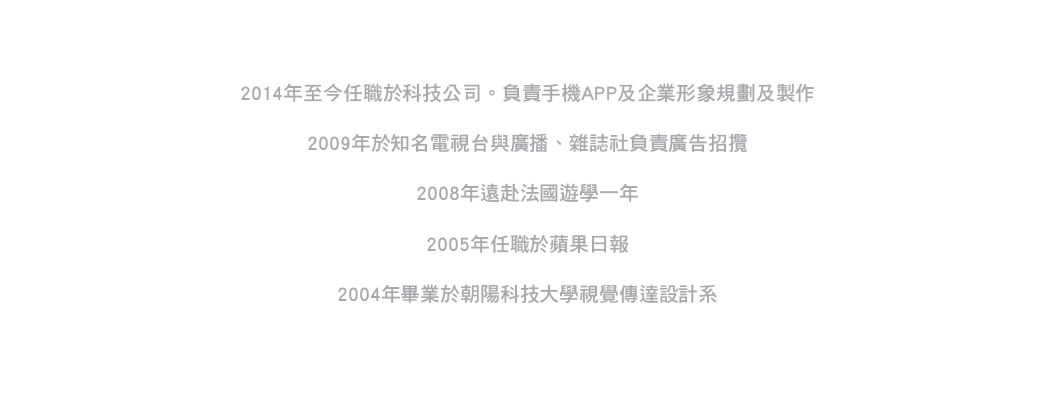 2014年至今任職於科技公司。負責手機APP及企業形象規劃及製作
2009年於知名電視台與廣播、雜誌社負責廣告招攬
2008年遠赴法國遊學一年
2005年任職於蘋果日報
2004年畢業於朝陽科技大學視覺傳達設計系